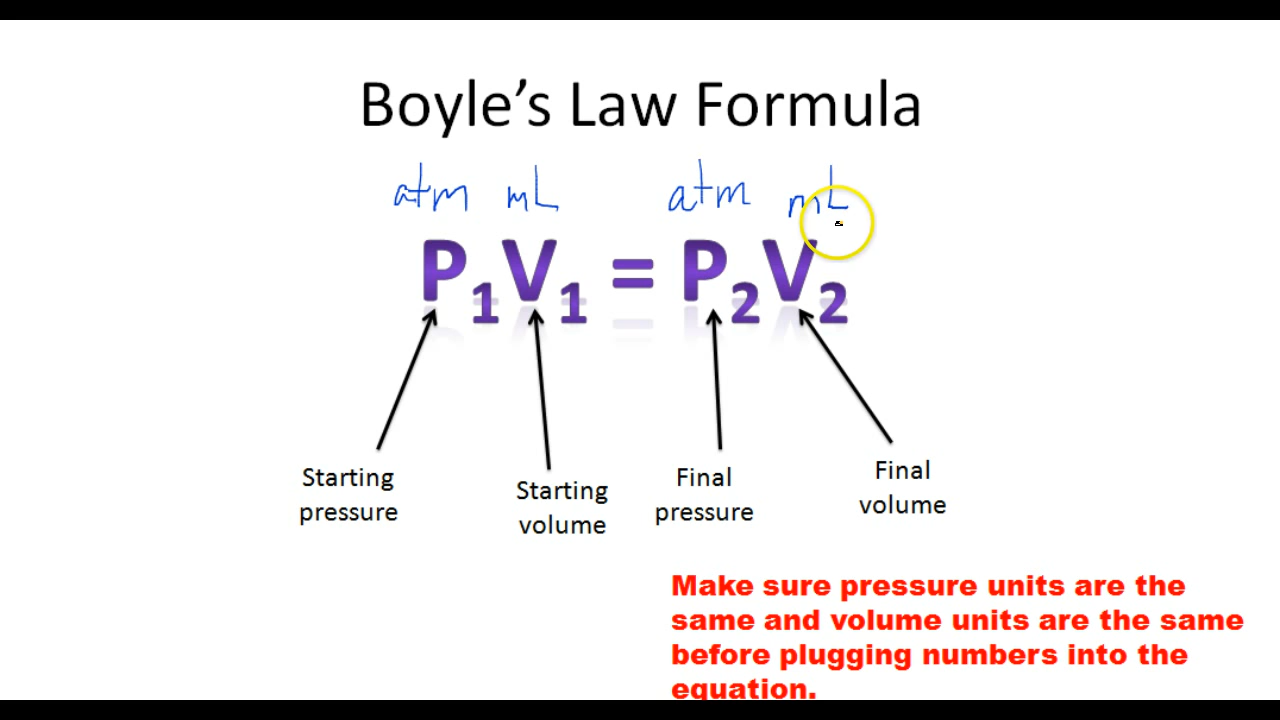 Boyle's Law Formula
atm mL atm mL
P₁V₁ = P₂V₂
Starting pressure
Starting volume
Final pressure
Final volume
Make sure pressure units are the
same and volume units are the same
before plugging numbers into the
equation.